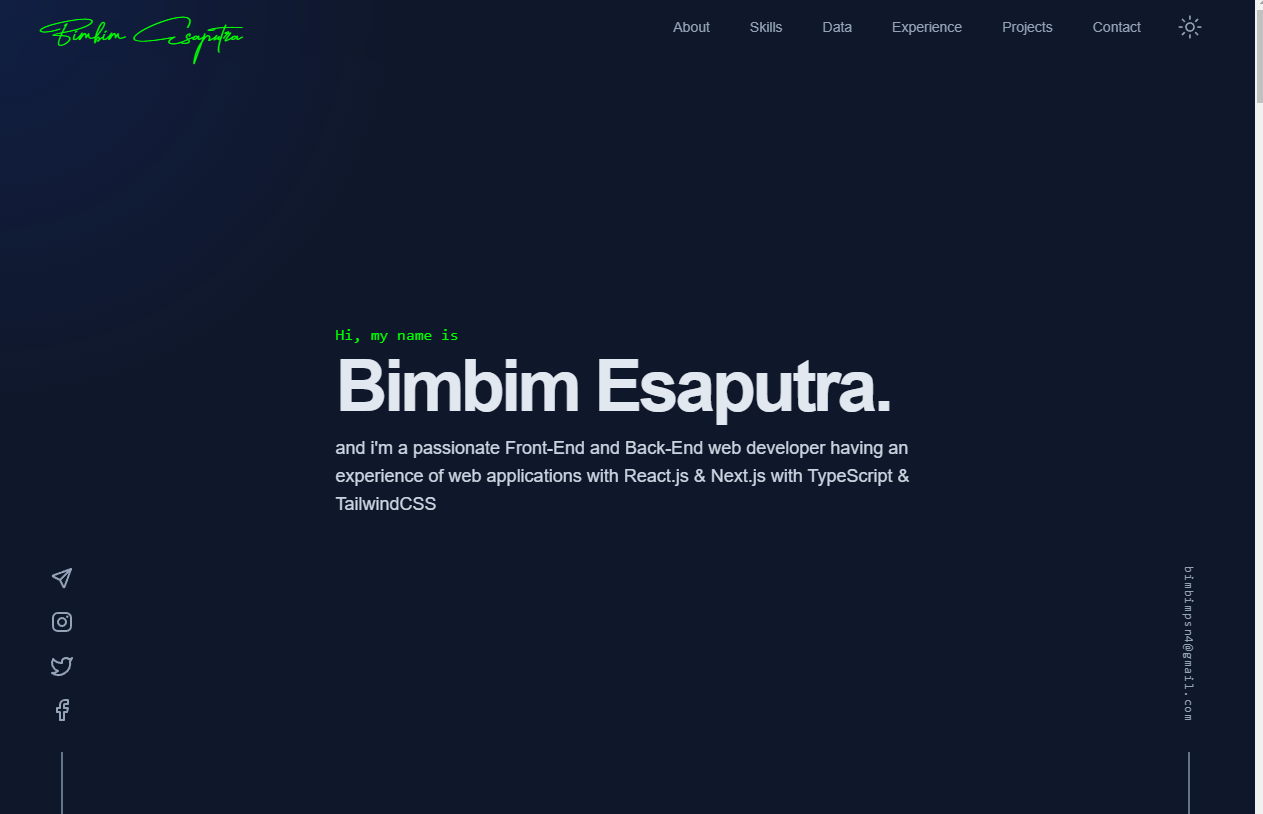 Bimbim Esaputra
About Skills Data Experience Projects Contact
Hi, my name is
Bimbim Esaputra.
and i'm a passionate Front-End and Back-End web developer having an
experience of web applications with React.js & Next.js with TypeScript &
TailwindCSS
bimbimpsn4@gmail.com